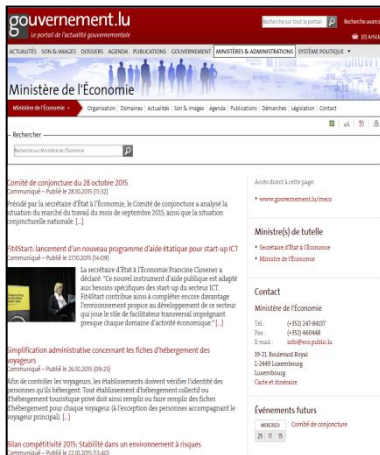 gouvernement.lu
Le portail de l'actualité gouvernementale
Recherche sur tout le portail
Recherche avancée
(0) Article
ACTUALITÉS SON & IMAGES DOSSIERS AGENDA PUBLICATIONS GOUVERNEMENT MINISTÈRES & ADMINISTRATIONS SYSTÈME POLITIQUE
Ministère de l'Économie
Ministère de l'Économie Organisation Domaines Actualités Son & images Agenda Publications Démarches Législation Contact
Rechercher
Recherche sur Ministère de l'Économie
Comité de conjoncture du 28 octobre 2015
Communiqué – Publié le 28.10.2015 (11:32)
Présidé par la secrétaire d'État à l'Économie, le Comité de conjoncture a analysé la
situation du marché du travail du mois de septembre 2015, ainsi que la situation
conjoncturelle nationale. [...]
Fit4Start: lancement d'un nouveau programme d'aide étatique pour start-up ICT
Communiqué – Publié le 27.10.2015 (14:09)
La secrétaire d'État à l'Économie Francine Closener a
déclaré: "Ce nouvel instrument d'aide publique est adapté
aux besoins spécifiques des start-up du secteur ICT.
Fit4Start contribue ainsi à compléter encore davantage
l'environnement propice au développement de ce secteur
qui joue le rôle de facilitateur transversal imprégnant
presque chaque domaine d'activité économique." [...]
Simplification administrative concernant les fiches d'hébergement des
voyageurs
Communiqué – Publié le 26.10.2015 (09:25)
Afin de contrôler les voyageurs, les établissements doivent vérifier l'identité des
personnes qu'ils hébergent. Tout établissement d'hébergement collectif ou
d'hébergement touristique privé doit ainsi remplir ou faire remplir des fiches
d'hébergement pour chaque voyageur (à l'exception des personnes accompagnant le
voyageur principal). [...]
Bilan compétitivité 2015: Stabilité dans un environnement à risques
Communiqué – Publié le 22.10.2015 (13:40)
Accès direct à cette page:
www.gouvernement.lu/meco
Ministre(s) de tutelle
Secrétaire d'État à l'Économie
Ministre de l'Économie
Contact
Ministère de l'Économie
Tél.: (+352) 247-84137
Fax: (+352) 460448
E-mail: info@eco.public.lu
19-21, Boulevard Royal
L-2449 Luxembourg
Luxembourg
Carte et itinéraire
Événements futurs
MERCREDI
25 11 15
Comité de conjoncture